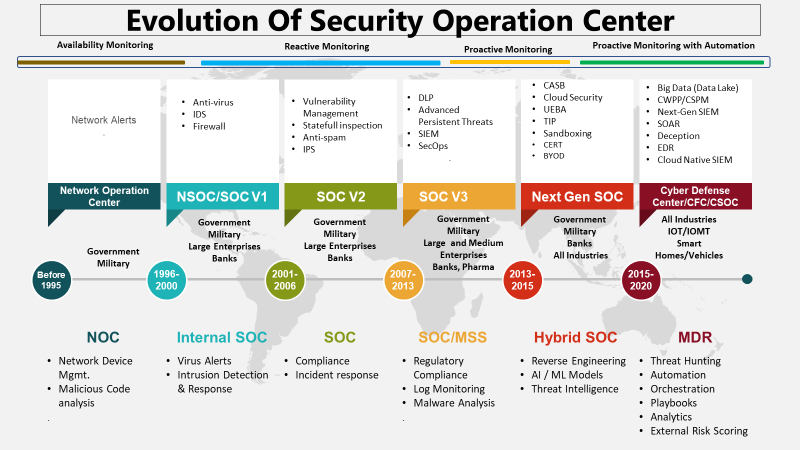 Evolution Of Security Operation Center
Availability Monitoring
Reactive Monitoring
Proactive Monitoring
Proactive Monitoring with Automation
Network Alerts
.
• Anti-virus
• IDS
• Firewall
• Vulnerability
Management
• Statefull inspection
• Anti-spam
• IPS
• DLP
• Advanced
Persistent Threats
• SIEM
• SecOps
.
• CASB
• Cloud Security
• UEBA
• TIP
• Sandboxing
• CERT
• BYOD
• Big Data (Data Lake)
• CWPP/CSPM
• Next-Gen SIEM
• SOAR
• Deception
• EDR
• Cloud Native SIEM
Network Operation
Center
NSOC/SOC V1
SOC V2
SOC V3
Next Gen SOC
Cyber Defense
Center/CFC/CSOC
Government
Military
Government
Military
Large Enterprises
Banks
Government
Military
Large Enterprises
Banks
Government
Military
Large and Medium
Enterprises
Banks, Pharma
Government
Military
Banks
All Industries
All Industries
IOT/IOMT
Smart
Homes/Vehicles
Before
1995
1996-
2000
2001-
2006
2007-
2013
2013-
2015
2015-
2020
NOC
• Network Device
Mgmt.
• Malicious Code
analysis
.
Internal SOC
• Virus Alerts
• Intrusion Detection
& Response
SOC
• Compliance
• Incident response
SOC/MSS
• Regulatory
Compliance
• Log Monitoring
• Malware Analysis
.
Hybrid SOC
• Reverse Engineering
• AI / ML Models
• Threat Intelligence
MDR
• Threat Hunting
• Automation
• Orchestration
• Playbooks
• Analytics
• External Risk Scoring